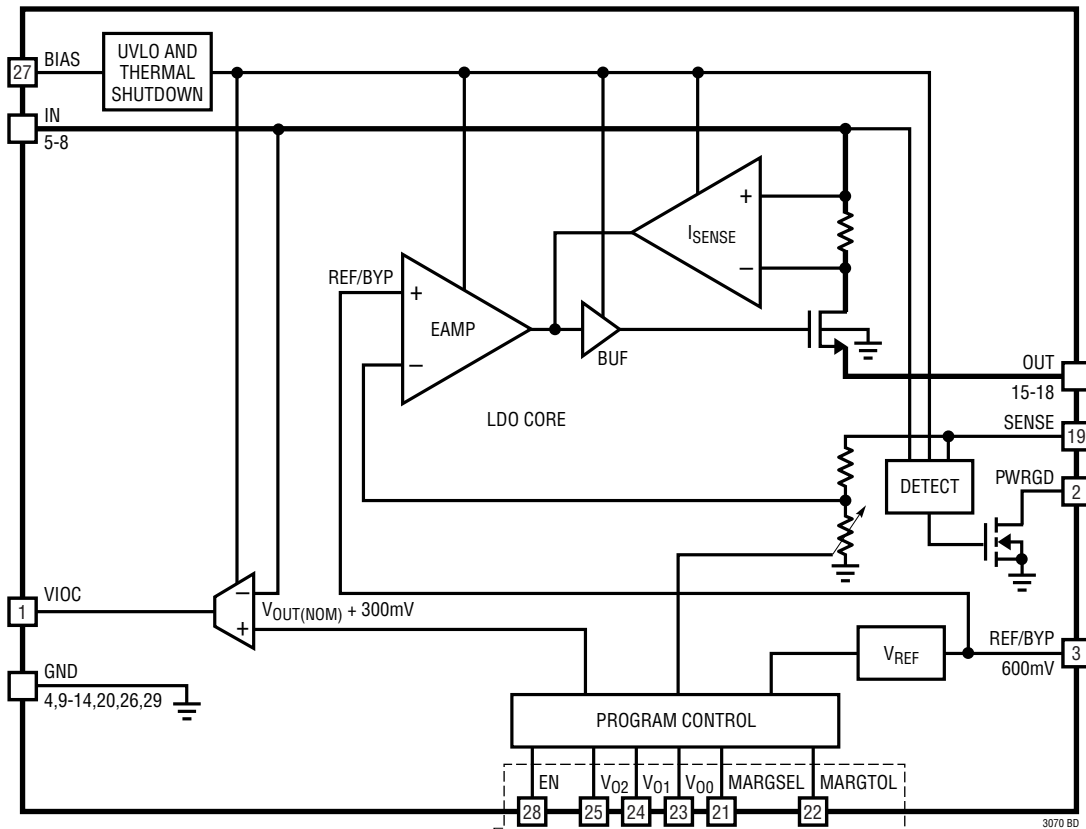 27
BIAS
UVLO AND
THERMAL
SHUTDOWN
IN
5-8
+
ISENSE
–
REF/BYP
+
EAMP
–
BUF
LDO CORE
OUT
15-18
SENSE
19
DETECT
PWRGD
2
VIOC
1
–
VOUT(NOM) + 300mV
+
GND
4,9-14,20,26,29
VREF
REF/BYP
3
600mV
PROGRAM CONTROL
EN
VO2
VO1
VO0
MARGSEL
MARGTOL
28
25
24
23
21
22
3070 BD